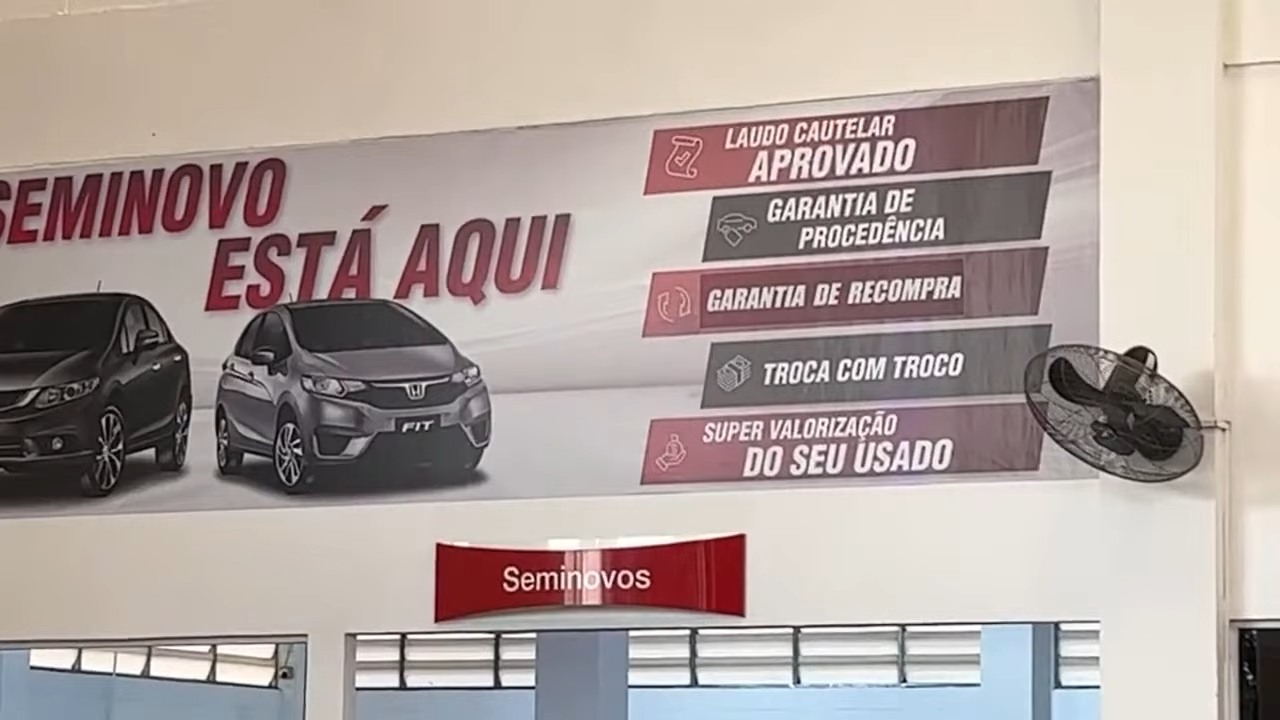 SEMINOVO
ESTÁ AQUI
FIT
LAUDO CAUTELAR
APROVADO
GARANTIA DE
PROCEDÊNCIA
GARANTIA DE RECOMPRA
TROCA COM TROCO
SUPER VALORIZAÇÃO
DO SEU USADO
Seminovos